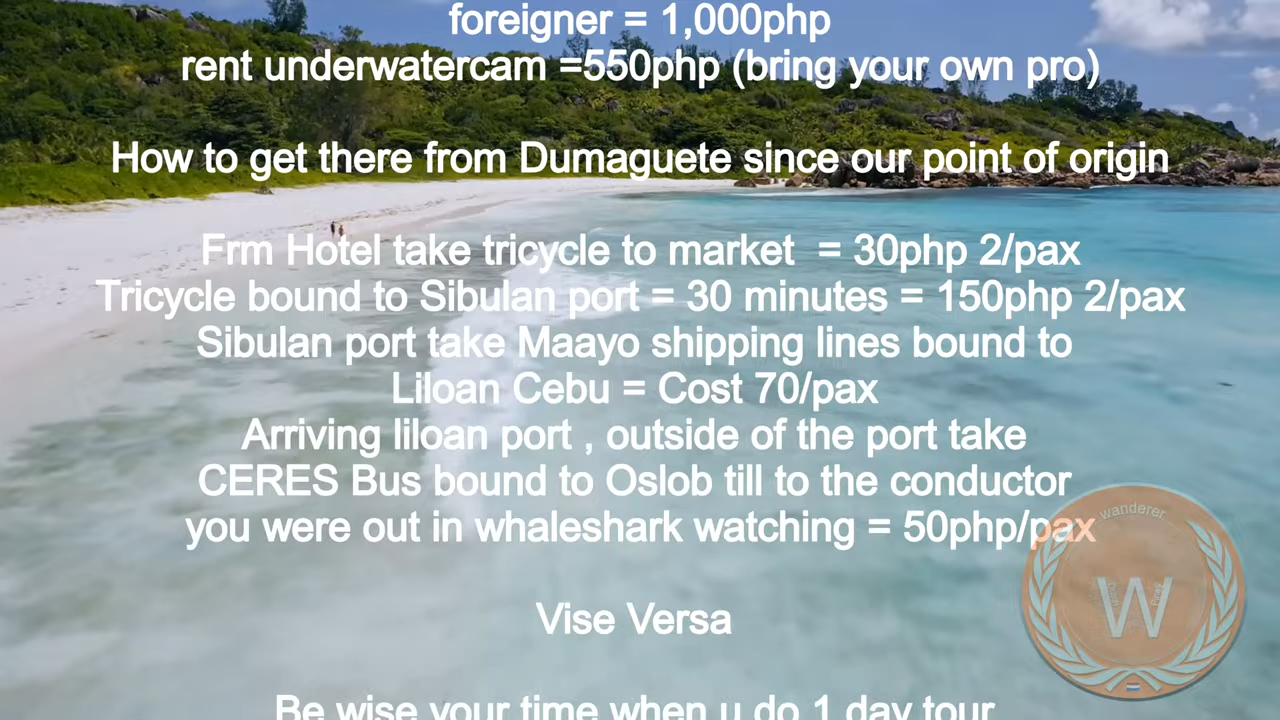 foreigner = 1,000php
rent underwatercam =550php (bring your own pro)
How to get there from Dumaguete since our point of origin
Frm Hotel take tricycle to market = 30php 2/pax
Tricycle bound to Sibulan port = 30 minutes = 150php 2/pax
Sibulan port take Maayo shipping lines bound to
Liloan Cebu = Cost 70/pax
Arriving liloan port , outside of the port take
CERES Bus bound to Oslob till to the conductor
you were out in whaleshark watching = 50php/pax
wanderer
W
Vise Versa
Be wise your time when u do 1 day tour